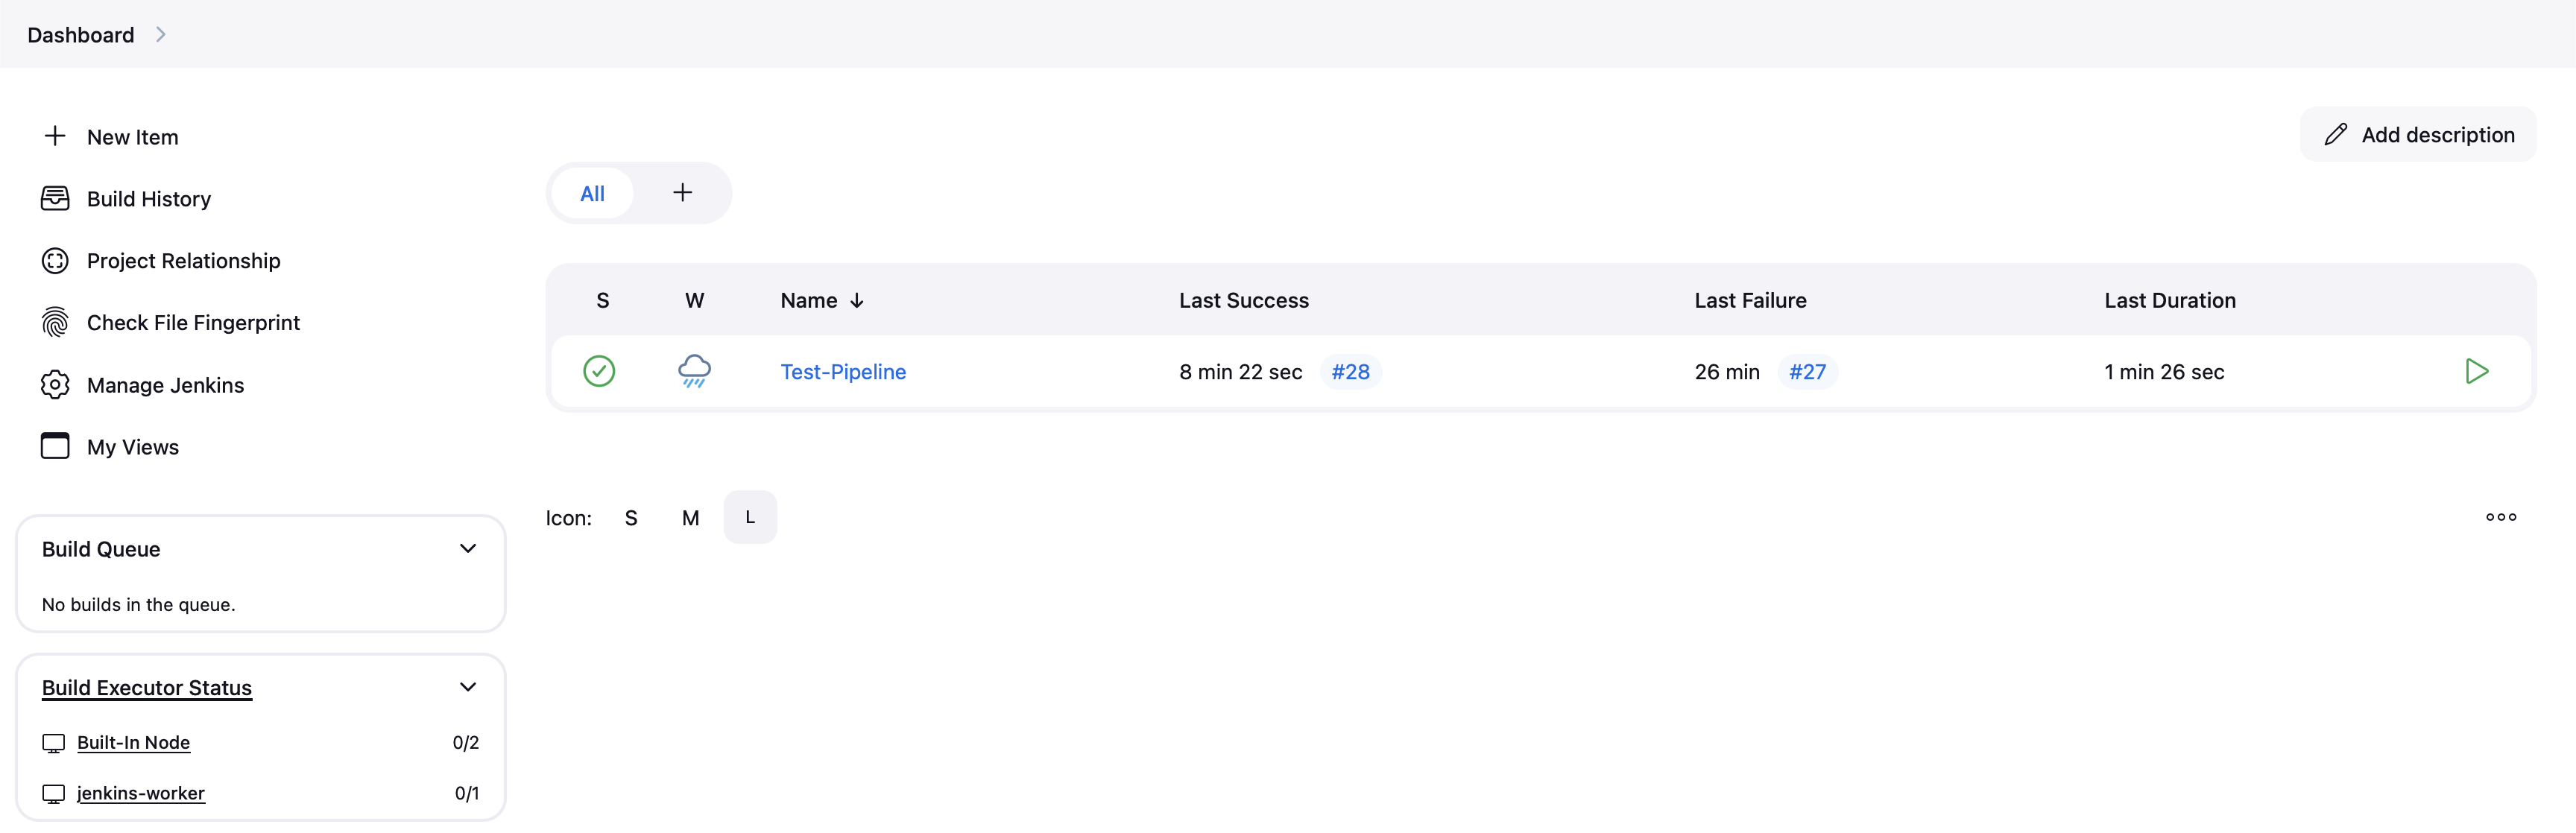 Dashboard
New Item
Build History
Project Relationship
Check File Fingerprint
Manage Jenkins
My Views
Build Queue
No builds in the queue.
Build Executor Status
Built-In Node 0/2
jenkins-worker 0/1
Add description
All
S W Name Last Success Last Failure Last Duration
Test-Pipeline 8 min 22 sec #28 26 min #27 1 min 26 sec
Icon: S M L